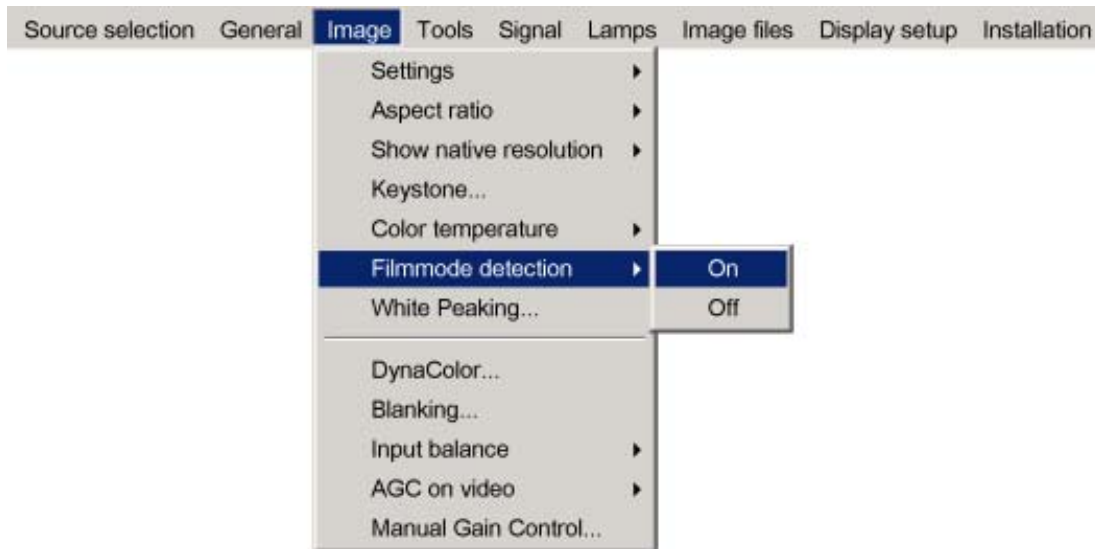 Source selection General Image Tools Signal Lamps Image files Display setup Installation
Settings
Aspect ratio
Show native resolution
Keystone...
Color temperature
Filmmode detection On
White Peaking... Off
DynaColor...
Blanking...
Input balance
AGC on video
Manual Gain Control...